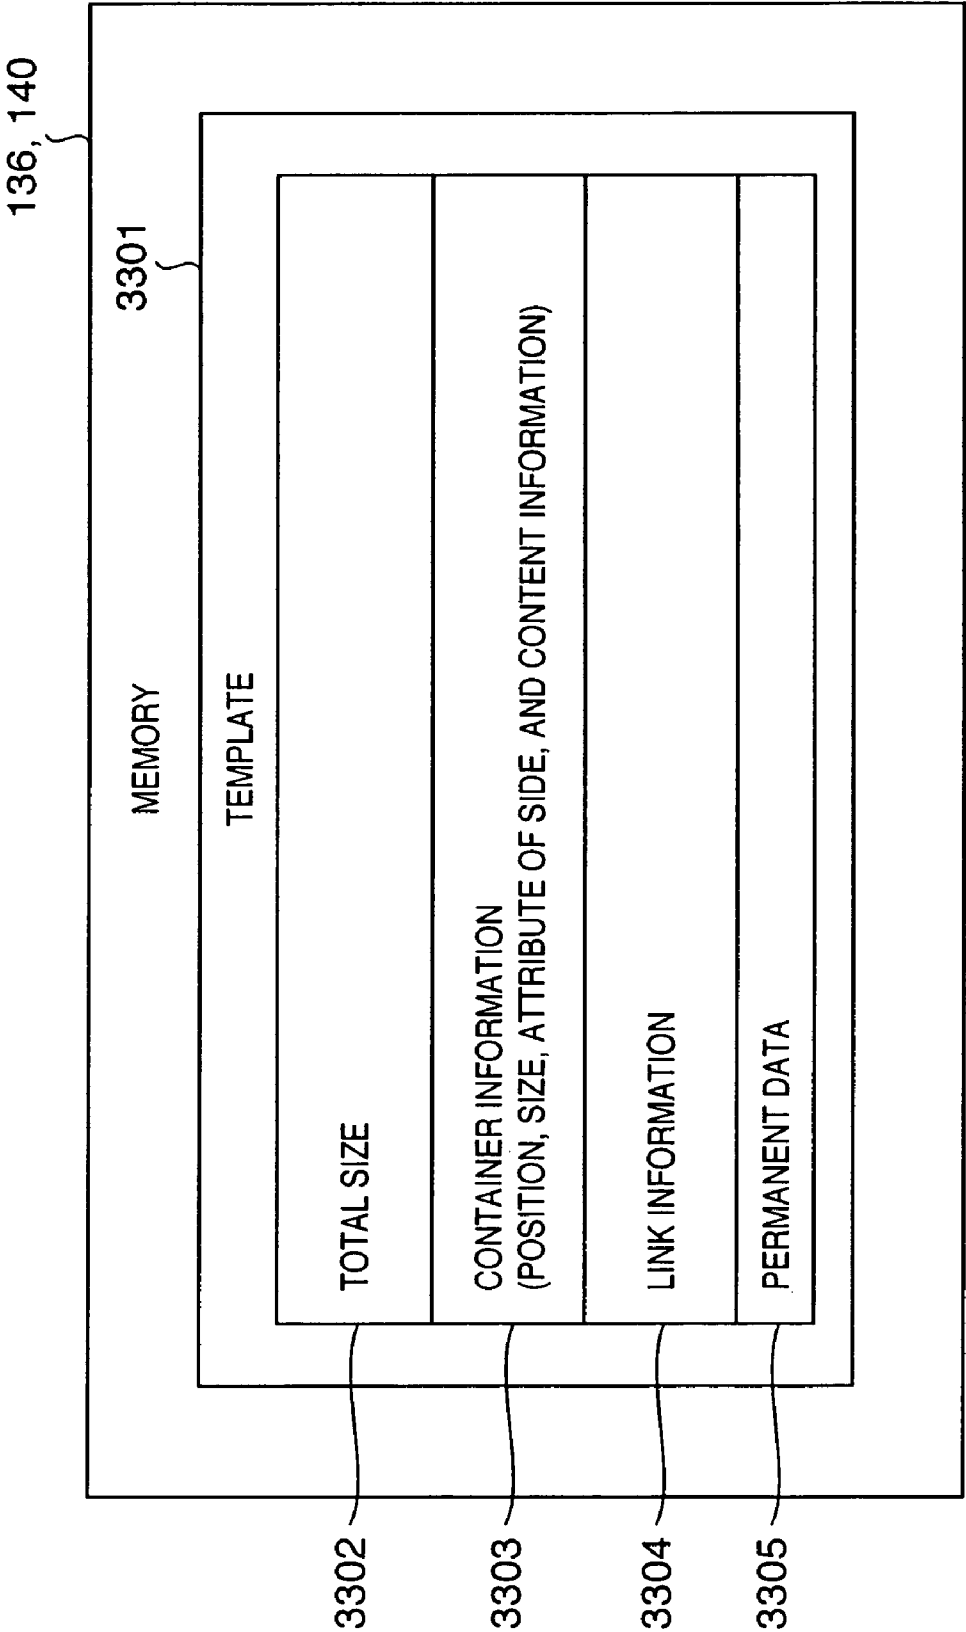 136, 140
MEMORY
3301
TEMPLATE
3302
TOTAL SIZE
3303
CONTAINER INFORMATION
(POSITION, SIZE, ATTRIBUTE OF SIDE, AND CONTENT INFORMATION)
3304
LINK INFORMATION
3305
PERMANENT DATA